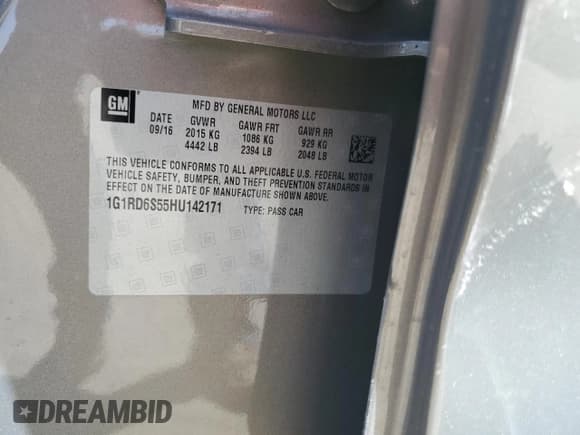 GM
MFD BY GENERAL MOTORS LLC
DATE GVWR GAWR FRT GAWR RR
09/16 2015 KG 1086 KG 929 KG
4442 LB 2394 LB 2048 LB
THIS VEHICLE CONFORMS TO ALL APPLICABLE U.S. FEDERAL MOTOR
VEHICLE SAFETY, BUMPER, AND THEFT PREVENTION STANDARDS IN
EFFECT ON THE DATE OF MANUFACTURE SHOWN ABOVE.
1G1RD6S55HU142171 TYPE: PASS CAR
DREAMBID